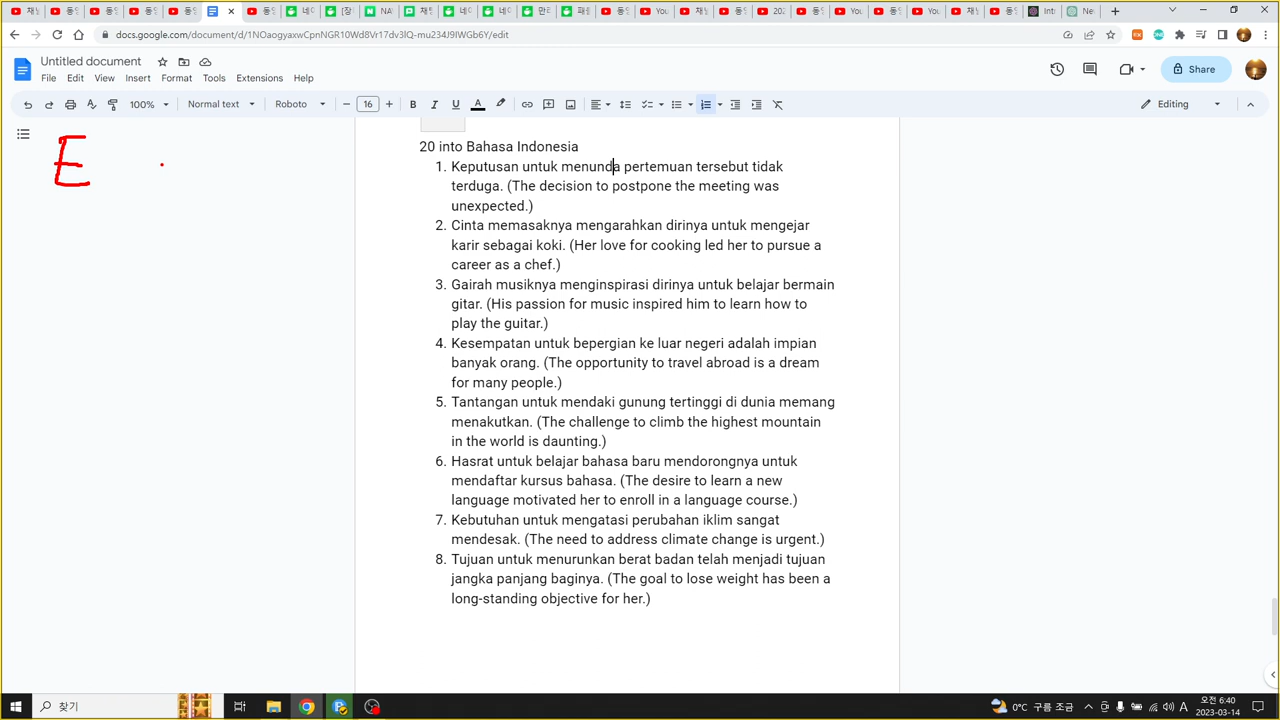 docs.google.com/document/d/1NOaogyaxwCpnNGR10Wd8Vr17dv3lQ-mu234J9IWGb6Y/edit
Untitled document
File Edit View Insert Format Tools Extensions Help
Share
100% Normal text Roboto 16 Editing
E
20 into Bahasa Indonesia
1. Keputusan untuk menunda pertemuan tersebut tidak
terduga. (The decision to postpone the meeting was
unexpected.)
2. Cinta memasaknya mengarahkan dirinya untuk mengejar
karir sebagai koki. (Her love for cooking led her to pursue a
career as a chef.)
3. Gairah musiknya menginspirasi dirinya untuk belajar bermain
gitar. (His passion for music inspired him to learn how to
play the guitar.)
4. Kesempatan untuk bepergian ke luar negeri adalah impian
banyak orang. (The opportunity to travel abroad is a dream
for many people.)
5. Tantangan untuk mendaki gunung tertinggi di dunia memang
menakutkan. (The challenge to climb the highest mountain
in the world is daunting.)
6. Hasrat untuk belajar bahasa baru mendorongnya untuk
mendaftar kursus bahasa. (The desire to learn a new
language motivated her to enroll in a language course.)
7. Kebutuhan untuk mengatasi perubahan iklim sangat
mendesak. (The need to address climate change is urgent.)
8. Tujuan untuk menurunkan berat badan telah menjadi tujuan
jangka panjang baginya. (The goal to lose weight has been a
long-standing objective for her.)
찾기
0°C 구름 조금
A
오전 6:40
2023-03-14